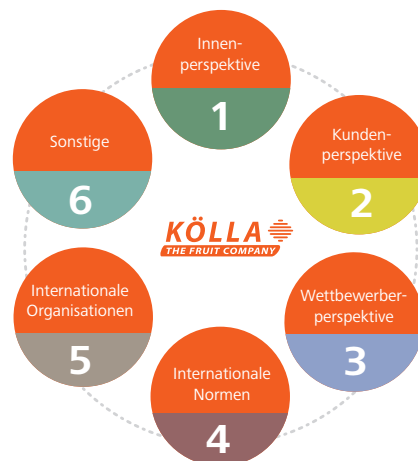 Innen-
perspektive
1
Kunden-
perspektive
2
Wettbewerber-
perspektive
3
Internationale
Normen
4
Internationale
Organisationen
5
Sonstige
6
KÖLLA
THE FRUIT COMPANY